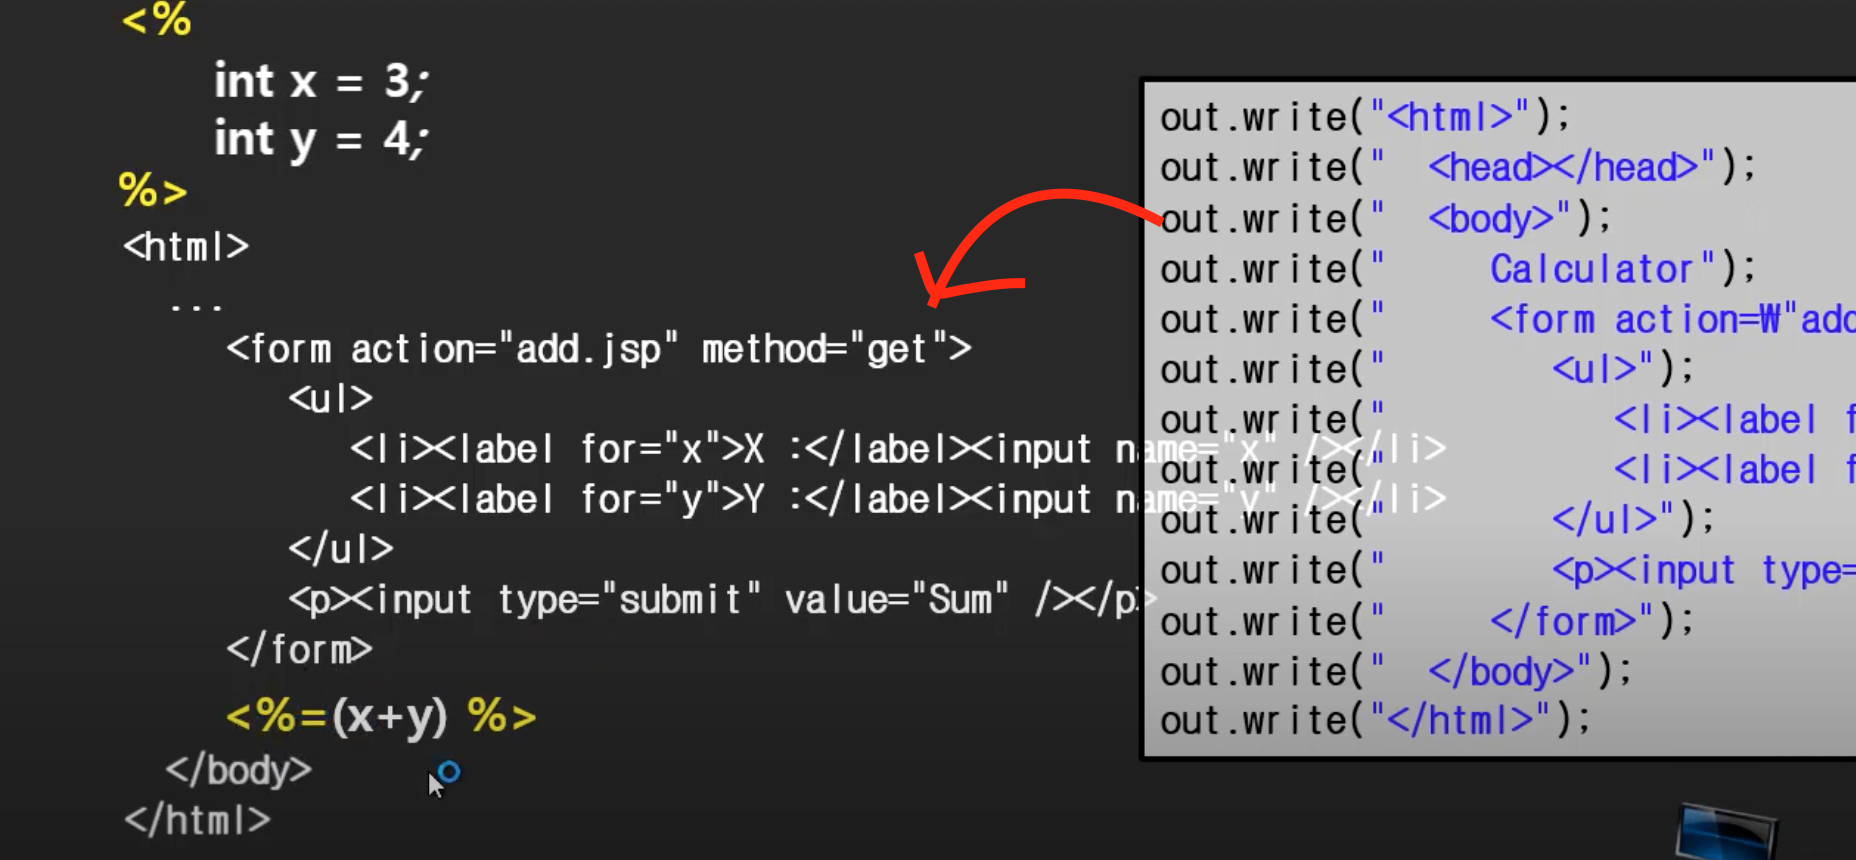 <%
int x = 3;
int y = 4;
%>
<html>
...
<form action="add.jsp" method="get">
<ul>
<li><label for="x">X :</label><input name="x" /></li>
<li><label for="y">Y :</label><input name="y" /></li>
</ul>
<p><input type="submit" value="Sum" /></p>
</form>
<%=(x+y) %>
</body>
</html>
out.write("<html>");
out.write("  <head></head>");
out.write("  <body>");
out.write("     Calculator");
out.write("     <form action=₩"add
out.write("        <ul>");
out.write("           <li><label f
out.write("           <li><label f
out.write("        </ul>");
out.write("        <p><input type=
out.write("     </form>");
out.write("  </body>");
out.write("</html>");